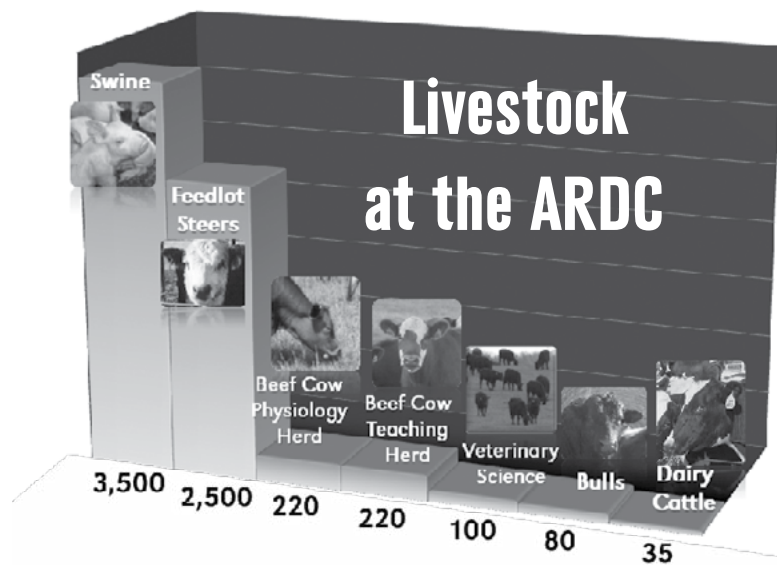 Livestock
at the ARDC
Swine
Feedlot
Steers
Beef Cow
Physiology
Herd
Beef Cow
Teaching
Herd
Veterinary
Science
Bulls
Dairy
Cattle
3,500
2,500
220
220
100
80
35